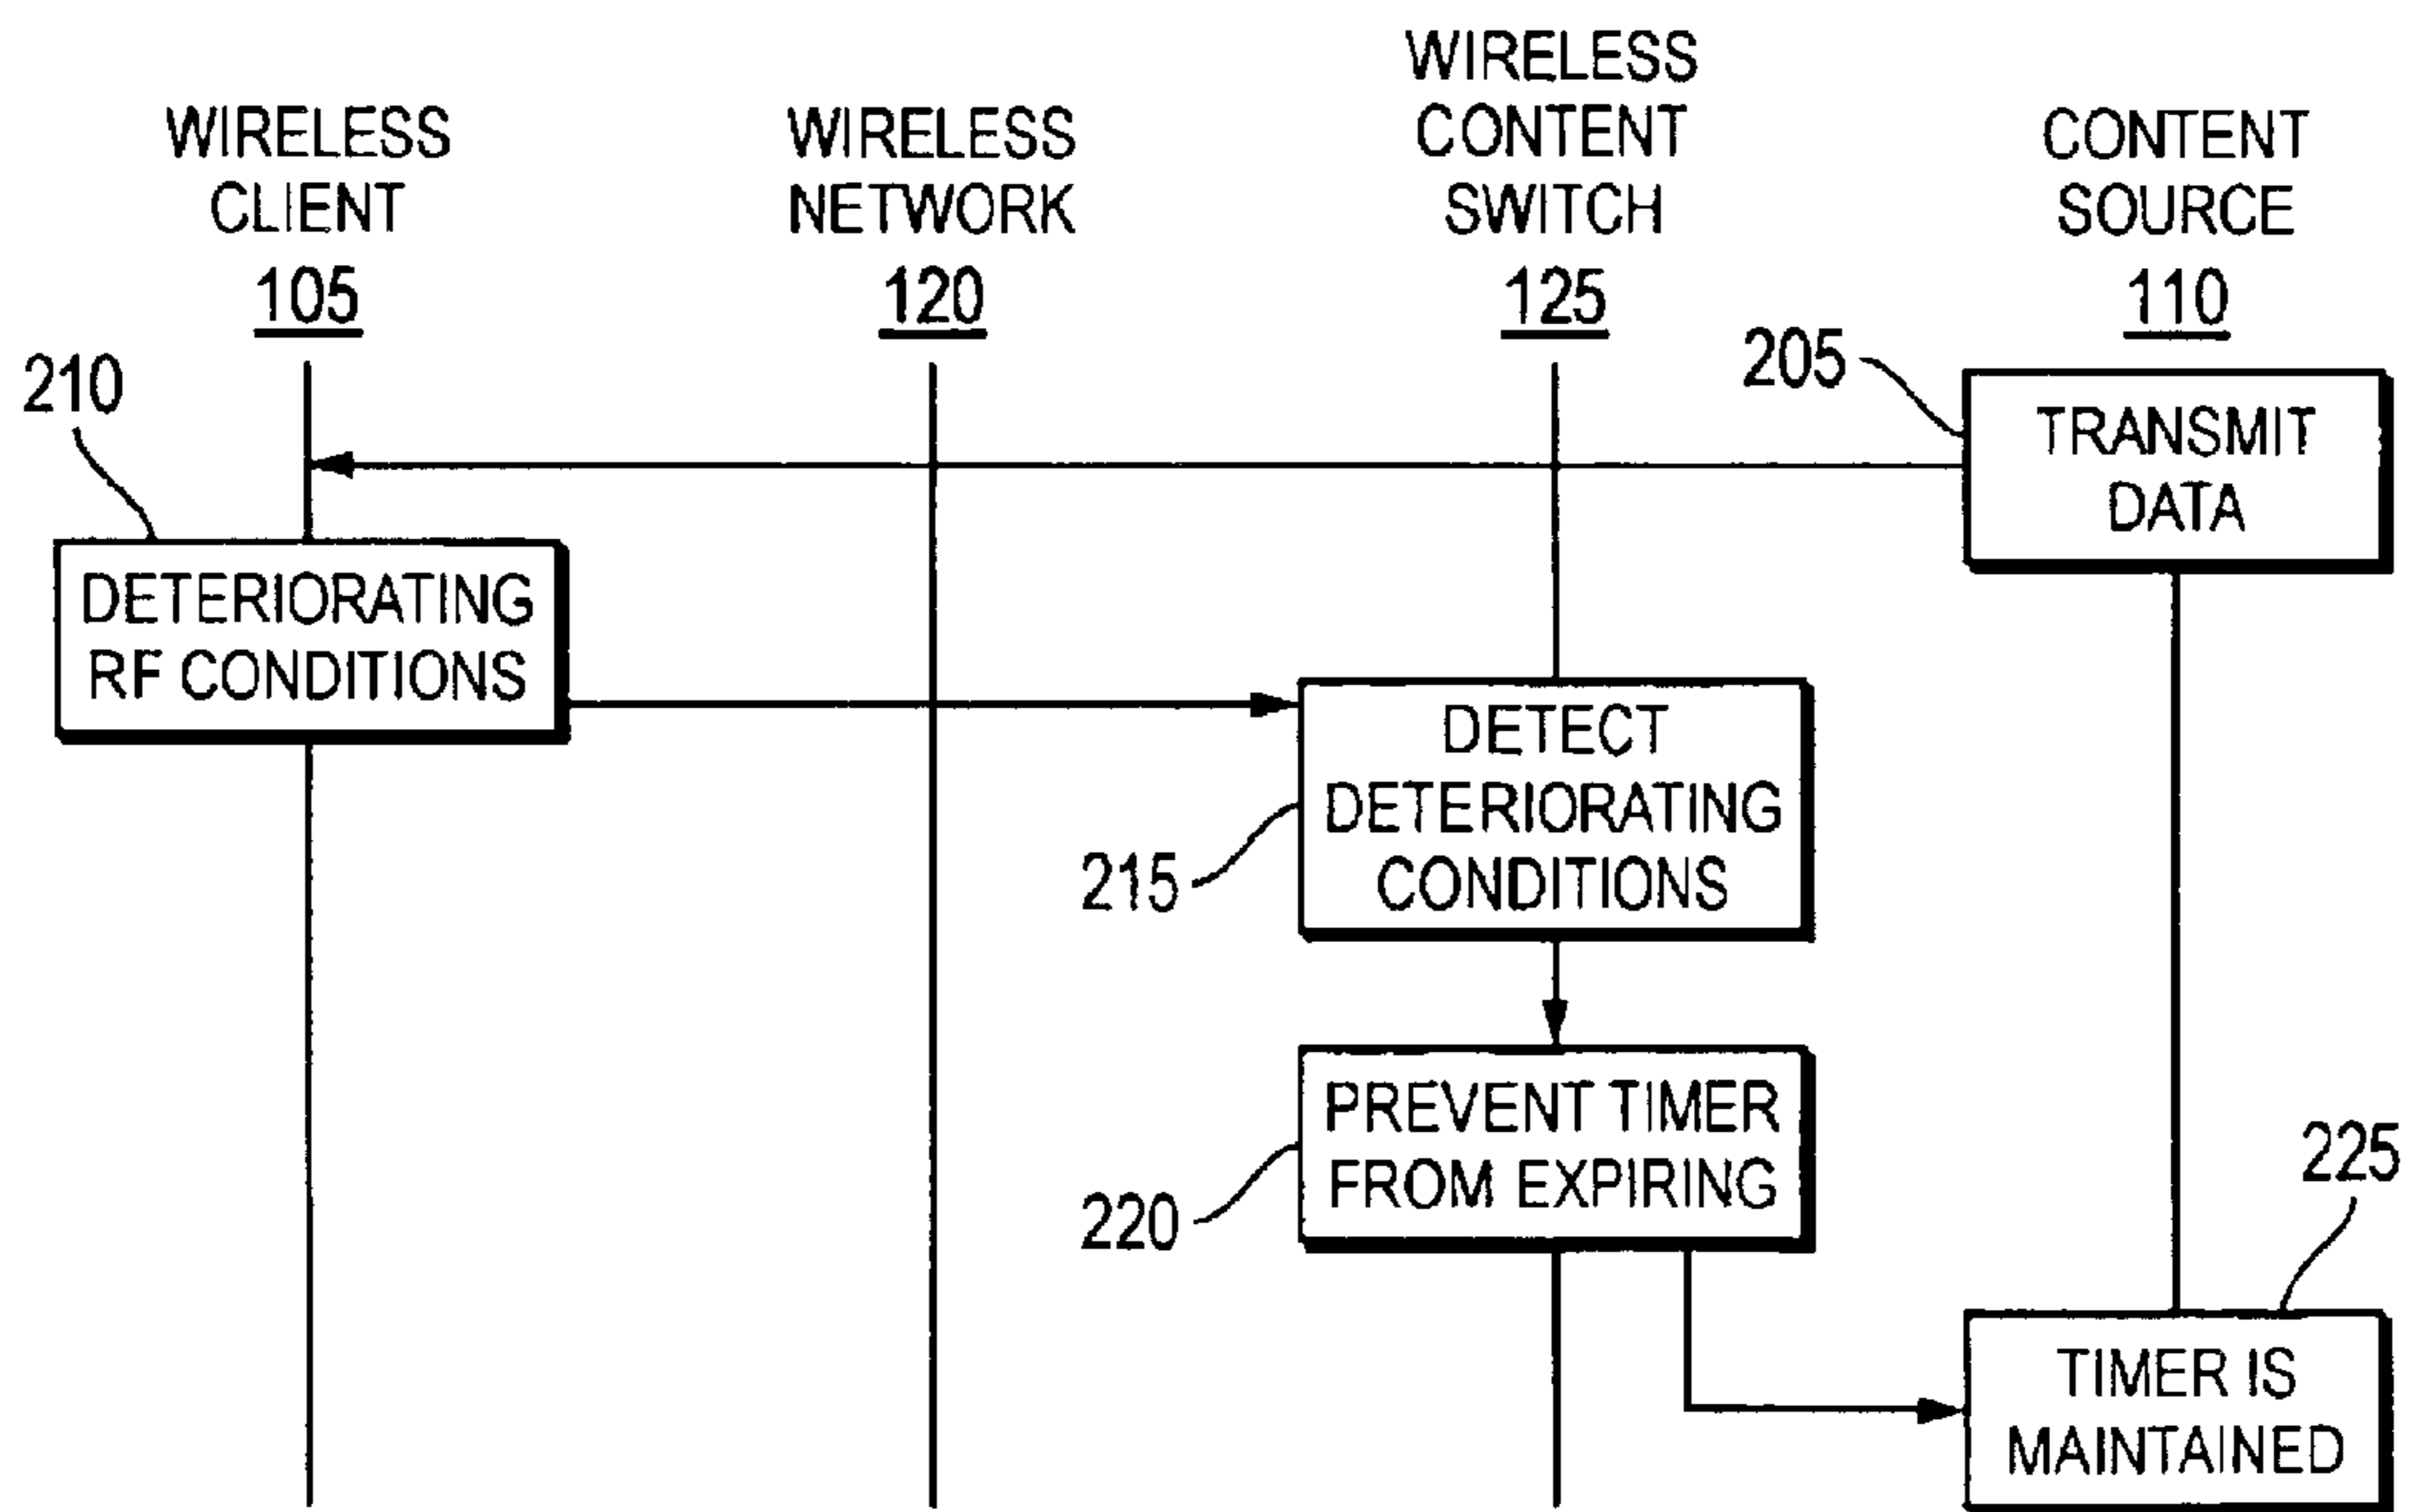 WIRELESS
CLIENT
105
WIRELESS
NETWORK
120
WIRELESS
CONTENT
SWITCH
125
CONTENT
SOURCE
110
205
TRANSMIT
DATA
210
DETERIORATING
RF CONDITIONS
DETECT
DETERIORATING
CONDITIONS
215
PREVENT TIMER
FROM EXPIRING
220
225
TIMER IS
MAINTAINED